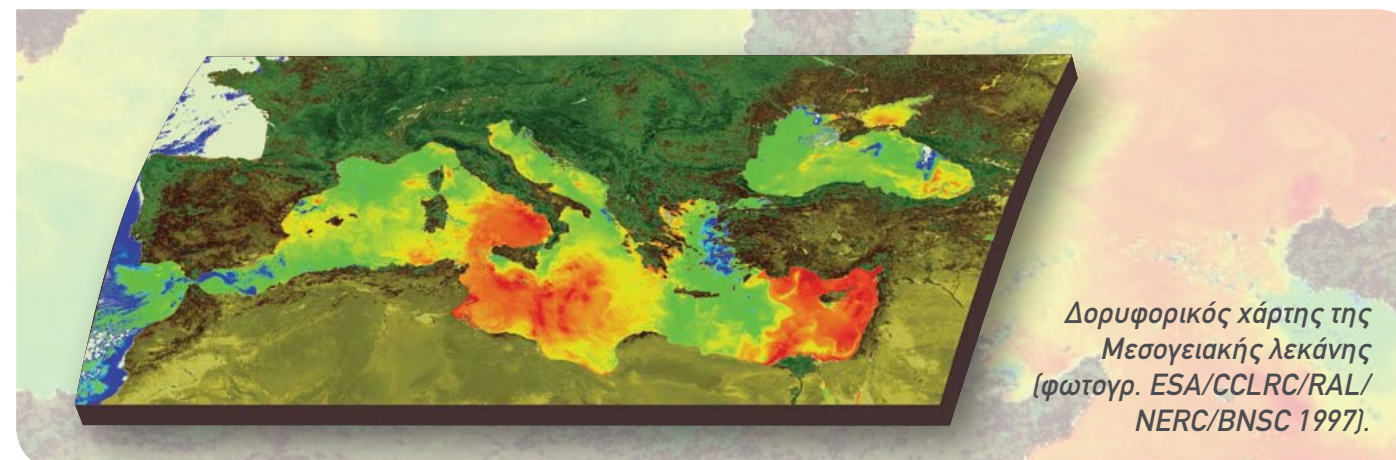 Δορυφορικός χάρτης της
Μεσογειακής λεκάνης
(φωτογρ. ESA/CCLRC/RAL/
NERC/BNSC 1997).